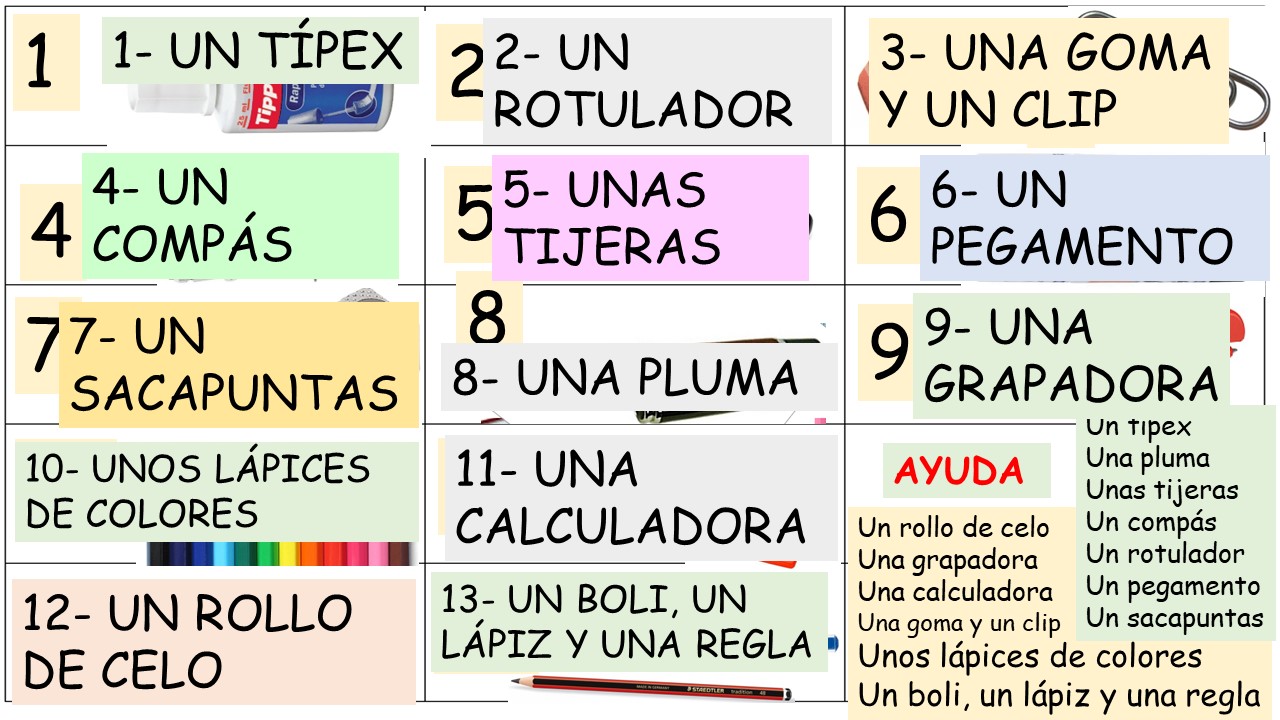 1
1- UN TÍPEX
Tipp
Rap
25 ml
2
2- UN
ROTULADOR
3- UNA GOMA
Y UN CLIP
4
4- UN
COMPÁS
5
5- UNAS
TIJERAS
6
6- UN
PEGAMENTO
7
7- UN
SACAPUNTAS
8
8- UNA PLUMA
9
9- UNA
GRAPADORA
10- UNOS LÁPICES
DE COLORES
11- UNA
CALCULADORA
AYUDA
Un rollo de celo
Una grapadora
Una calculadora
Una goma y un clip
Unos lápices de colores
Un boli, un lápiz y una regla
Un típex
Una pluma
Unas tijeras
Un compás
Un rotulador
Un pegamento
Un sacapuntas
12- UN ROLLO
DE CELO
13- UN BOLI, UN
LÁPIZ Y UNA REGLA
STAEDTLER tradition